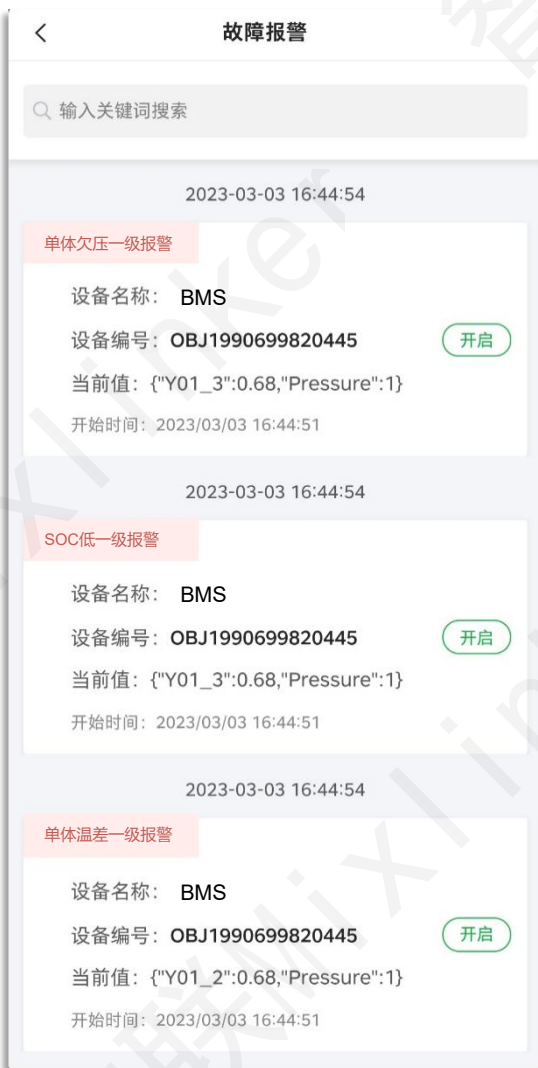 故障报警
输入关键词搜索
2023-03-03 16:44:54
单体欠压一级报警
设备名称: BMS
设备编号: OBJ1990699820445
开启
当前值: {"Y01_3":0.68,"Pressure":1}
开始时间: 2023/03/03 16:44:51
2023-03-03 16:44:54
SOC低一级报警
设备名称: BMS
设备编号: OBJ1990699820445
开启
当前值: {"Y01_3":0.68,"Pressure":1}
开始时间: 2023/03/03 16:44:51
2023-03-03 16:44:54
单体温差一级报警
设备名称: BMS
设备编号: OBJ1990699820445
开启
当前值: {"Y01_2":0.68,"Pressure":1}
开始时间: 2023/03/03 16:44:51